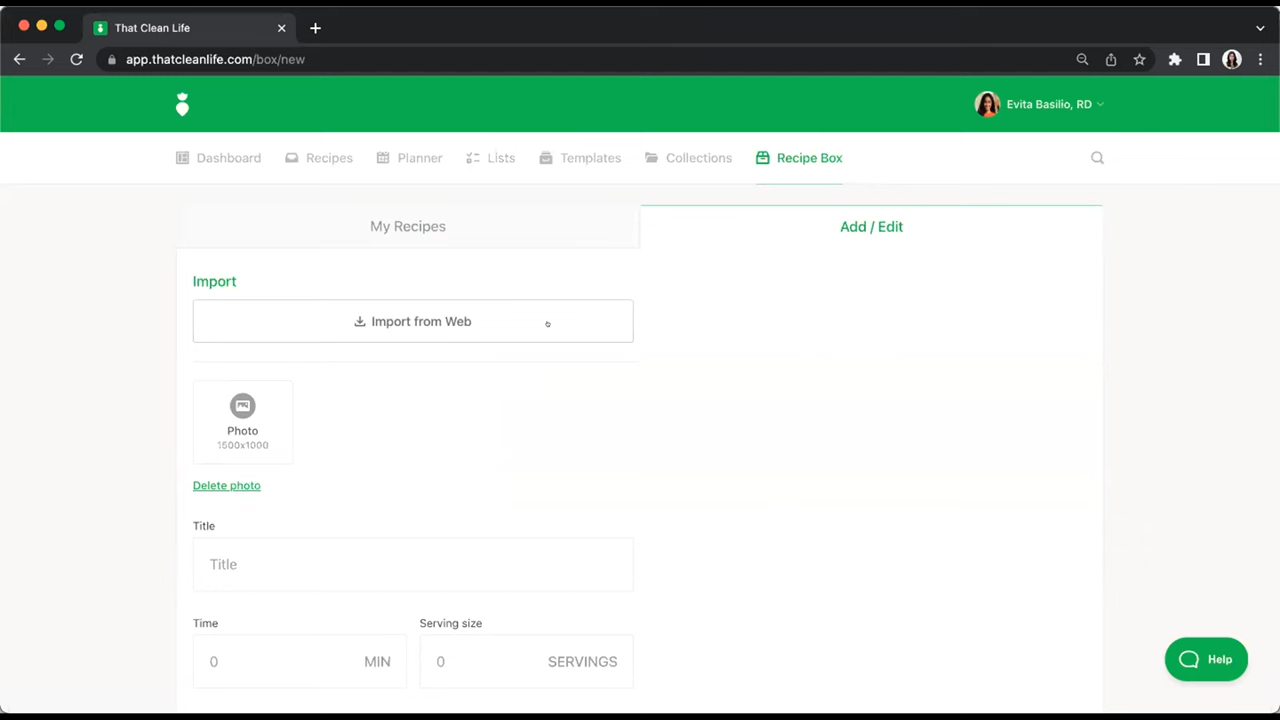 That Clean Life
app.thatcleanlife.com/box/new
Evita Basilio, RD
Dashboard Recipes Planner Lists Templates Collections Recipe Box
My Recipes Add / Edit
Import
Import from Web
Photo
1500x1000
Delete photo
Title
Title
Time Serving size
0 MIN 0 SERVINGS
Help